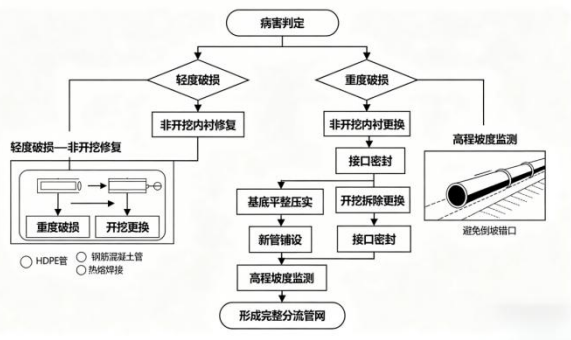 病害判定
轻度破损
重度破损
非开挖内衬修复
非开挖内衬更换
轻度破损—非开挖修复
高程坡度监测
接口密封
基底平整压实
开挖拆除更换
重度破损
开挖更换
新管铺设
接口密封
避免倒坡错口
HDPE管
钢筋混凝土管
热熔焊接
高程坡度监测
形成完整分流管网